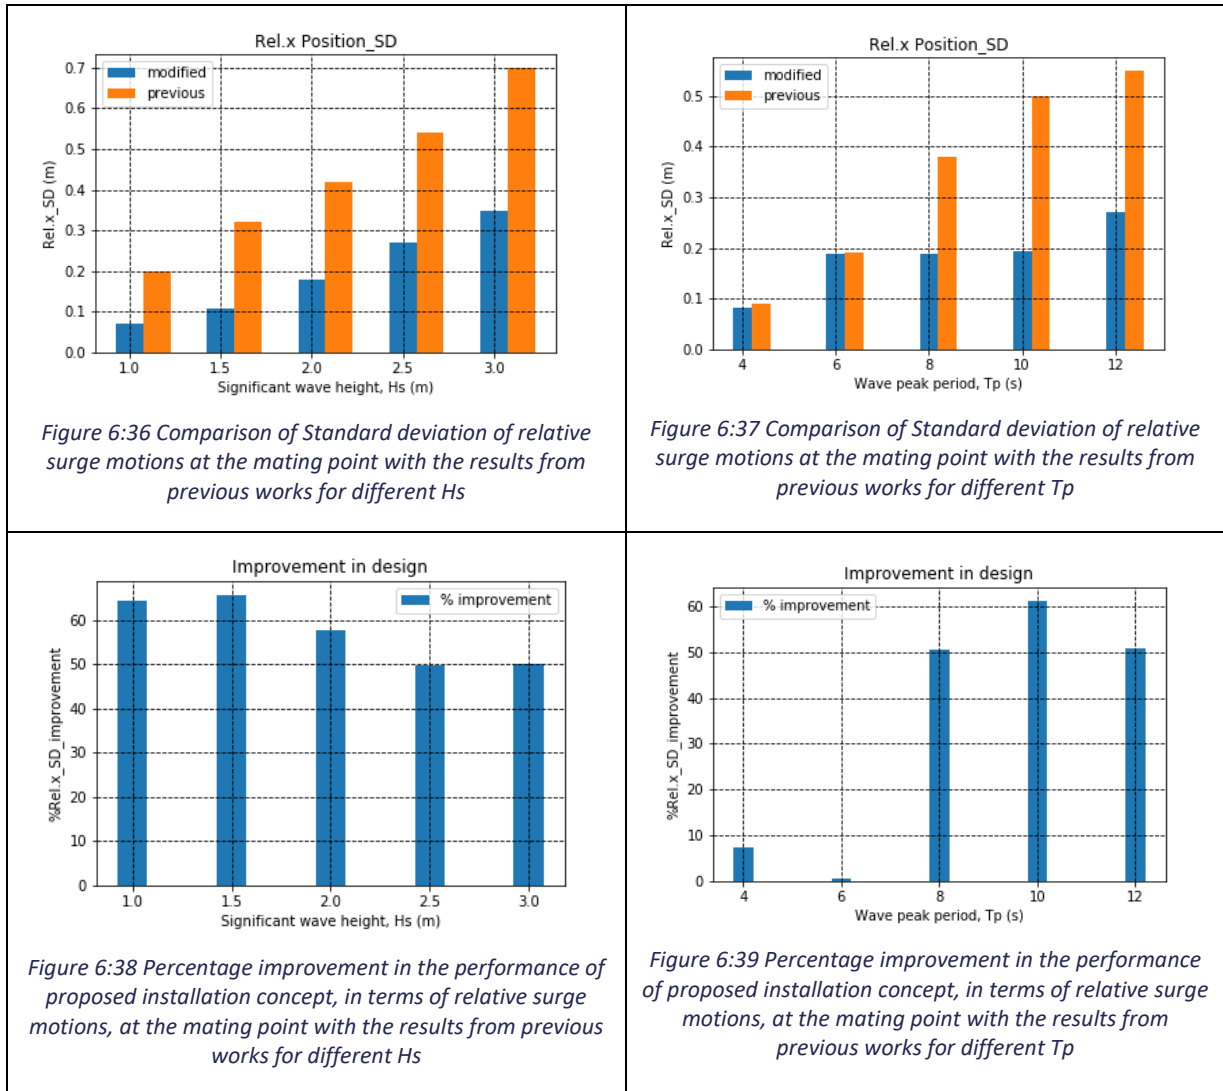 Rel.x Position_SD
modified
previous
0.7
0.6
0.5
0.4
0.3
0.2
0.1
0.0
Rel.x_SD (m)
1.0 1.5 2.0 2.5 3.0
Significant wave height, Hs (m)
Figure 6:36 Comparison of Standard deviation of relative
surge motions at the mating point with the results from
previous works for different Hs
Rel.x Position_SD
modified
previous
0.5
0.4
0.3
0.2
0.1
0.0
Rel.x_SD (m)
4 6 8 10 12
Wave peak period, Tp (s)
Figure 6:37 Comparison of Standard deviation of relative
surge motions at the mating point with the results from
previous works for different Tp
Improvement in design
% improvement
60
50
40
30
20
10
0
%Rel.x_SD_improvement
1.0 1.5 2.0 2.5 3.0
Significant wave height, Hs (m)
Figure 6:38 Percentage improvement in the performance of
proposed installation concept, in terms of relative surge
motions, at the mating point with the results from previous
works for different Hs
Improvement in design
% improvement
60
50
40
30
20
10
0
%Rel.x_SD_improvement
4 6 8 10 12
Wave peak period, Tp (s)
Figure 6:39 Percentage improvement in the performance
of proposed installation concept, in terms of relative surge
motions, at the mating point with the results from
previous works for different Tp